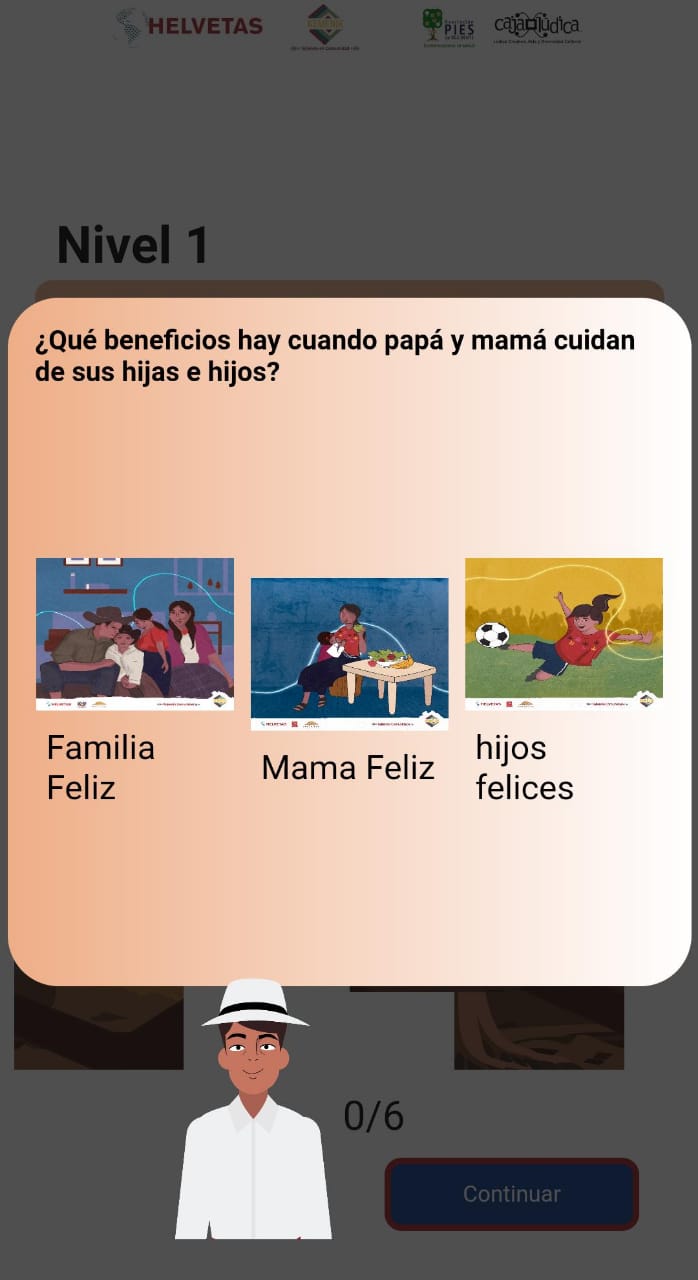 HELVETAS
PIES
cajalúdica
Nivel 1
¿Qué beneficios hay cuando papá y mamá cuidan
de sus hijas e hijos?
Familia
Feliz
Mama Feliz
hijos
felices
0/6
Continuar